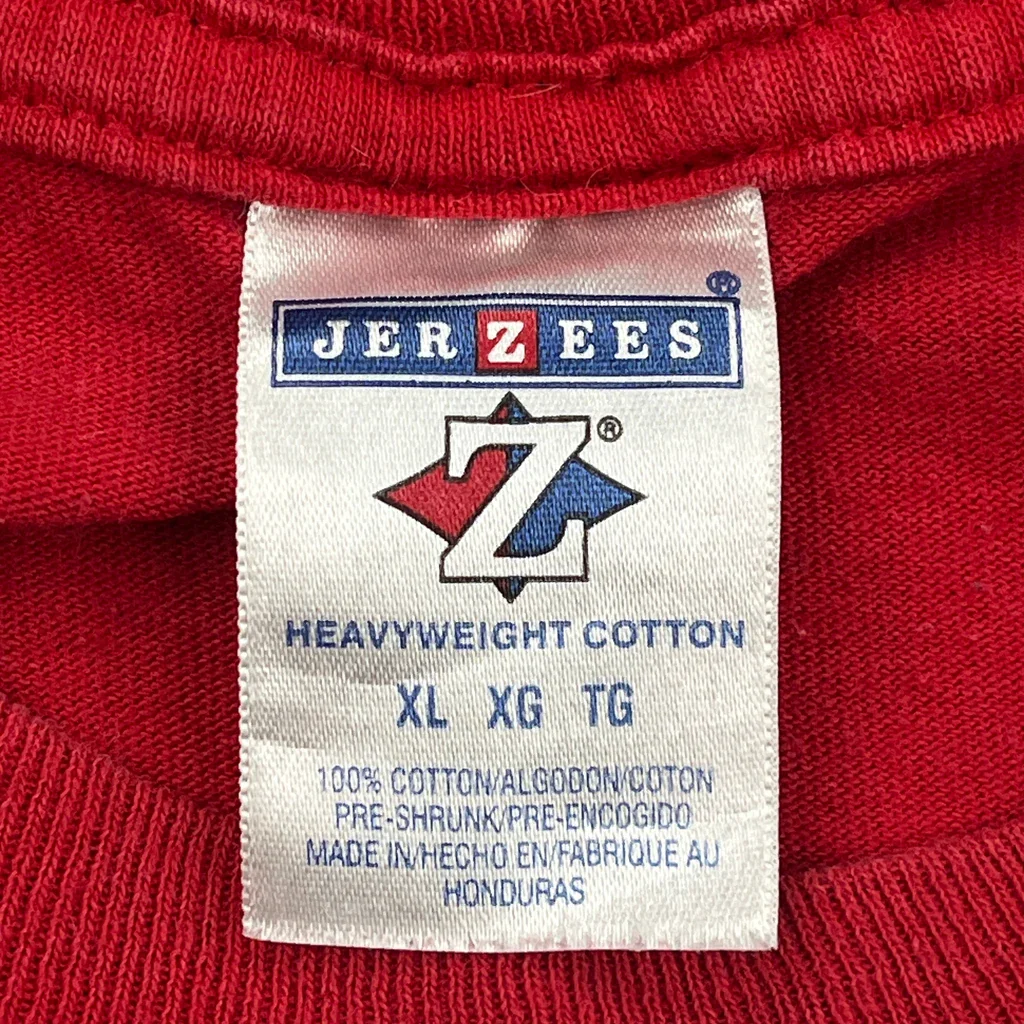 JERZEES ®
Z ®
HEAVYWEIGHT COTTON
XL XG TG
100% COTTON/ALGODON/COTON
PRE-SHRUNK/PRE-ENCOGIDO
MADE IN/HECHO EN/FABRIQUE AU
HONDURAS